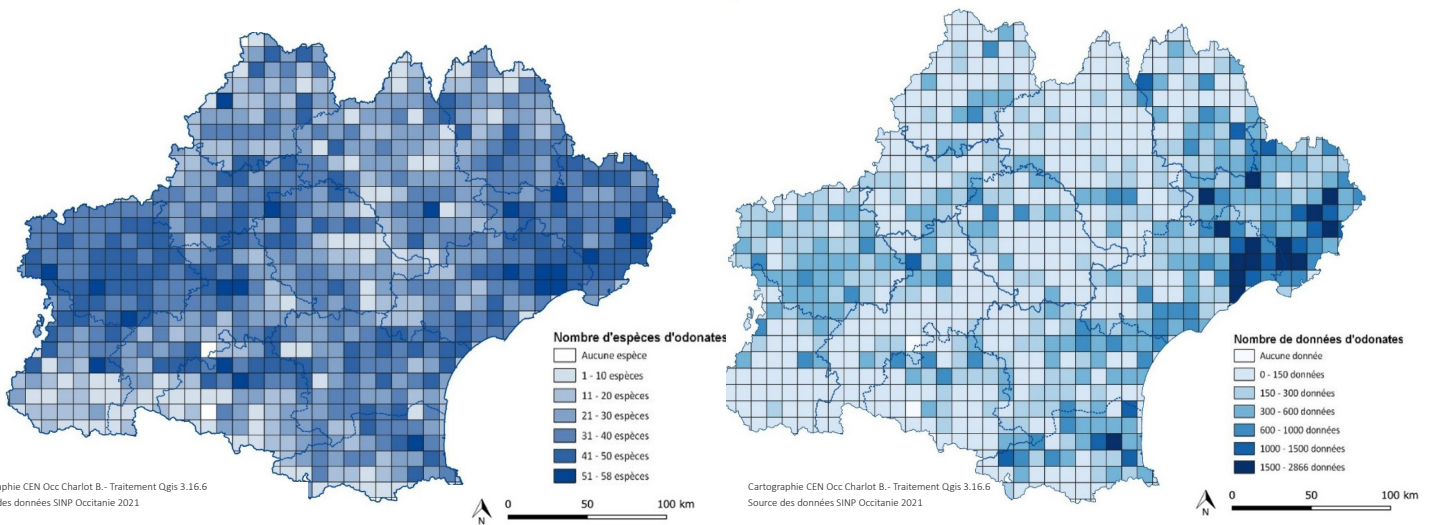 Nombre d'espèces d'odonates
Aucune espèce
1 - 10 espèces
11 - 20 espèces
21 - 30 espèces
31 - 40 espèces
41 - 50 espèces
51 - 58 espèces
phie CEN Occ Charlot B.- Traitement Qgis 3.16.6
des données SINP Occitanie 2021
N
0 50 100 km
Nombre de données d'odonates
Aucune donnée
0 - 150 données
150 - 300 données
300 - 600 données
600 - 1000 données
1000 - 1500 données
1500 - 2866 données
Cartographie CEN Occ Charlot B.- Traitement Qgis 3.16.6
Source des données SINP Occitanie 2021
N
0 50 100 km